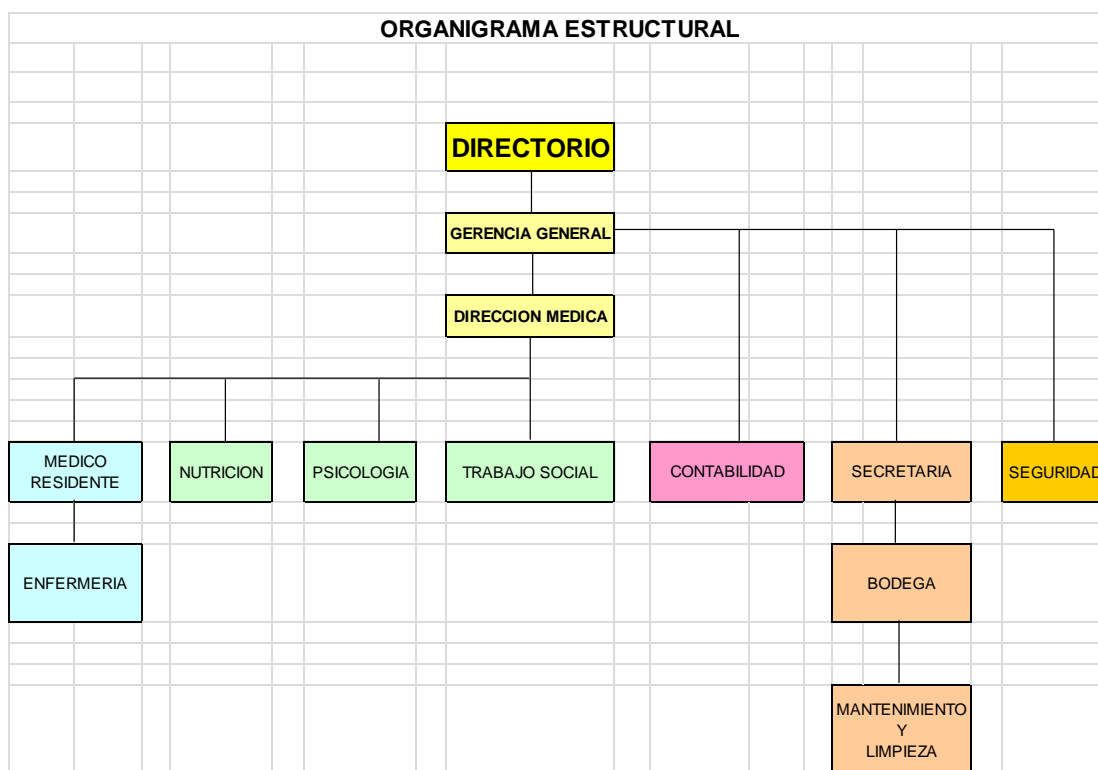 ORGANIGRAMA ESTRUCTURAL
DIRECTORIO
GERENCIA GENERAL
DIRECCION MEDICA
MEDICO
RESIDENTE
NUTRICION
PSICOLOGIA
TRABAJO SOCIAL
CONTABILIDAD
SECRETARIA
SEGURIDAD
ENFERMERIA
BODEGA
MANTENIMIENTO
Y
LIMPIEZA